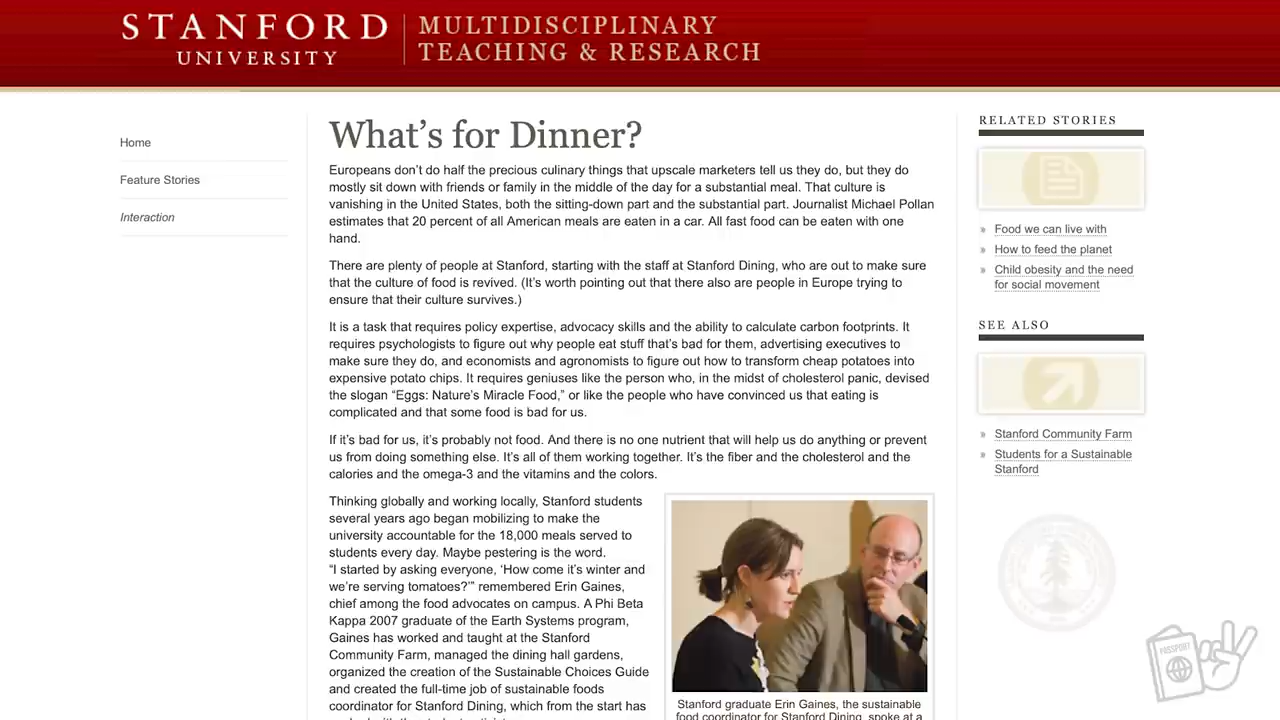 STANFORD
UNIVERSITY
MULTIDISCIPLINARY
TEACHING & RESEARCH
Home
Feature Stories
Interaction
What’s for Dinner?
Europeans don’t do half the precious culinary things that upscale marketers tell us they do, but they do
mostly sit down with friends or family in the middle of the day for a substantial meal. That culture is
vanishing in the United States, both the sitting-down part and the substantial part. Journalist Michael Pollan
estimates that 20 percent of all American meals are eaten in a car. All fast food can be eaten with one
hand.
There are plenty of people at Stanford, starting with the staff at Stanford Dining, who are out to make sure
that the culture of food is revived. (It’s worth pointing out that there also are people in Europe trying to
ensure that their culture survives.)
It is a task that requires policy expertise, advocacy skills and the ability to calculate carbon footprints. It
requires psychologists to figure out why people eat stuff that’s bad for them, advertising executives to
make sure they do, and economists and agronomists to figure out how to transform cheap potatoes into
expensive potato chips. It requires geniuses like the person who, in the midst of cholesterol panic, devised
the slogan “Eggs: Nature’s Miracle Food,” or like the people who have convinced us that eating is
complicated and that some food is bad for us.
If it’s bad for us, it’s probably not food. And there is no one nutrient that will help us do anything or prevent
us from doing something else. It’s all of them working together. It’s the fiber and the cholesterol and the
calories and the omega-3 and the vitamins and the colors.
Thinking globally and working locally, Stanford students
several years ago began mobilizing to make the
university accountable for the 18,000 meals served to
students every day. Maybe pestering is the word.
“I started by asking everyone, ‘How come it’s winter and
we’re serving tomatoes?’” remembered Erin Gaines,
chief among the food advocates on campus. A Phi Beta
Kappa 2007 graduate of the Earth Systems program,
Gaines has worked and taught at the Stanford
Community Farm, managed the dining hall gardens,
organized the creation of the Sustainable Choices Guide
and created the full-time job of sustainable foods
coordinator for Stanford Dining, which from the start has
Stanford graduate Erin Gaines, the sustainable
food coordinator for Stanford Dining, spoke at a
RELATED STORIES
Food we can live with
How to feed the planet
Child obesity and the need
for social movement
SEE ALSO
Stanford Community Farm
Students for a Sustainable
Stanford
PASSPORT